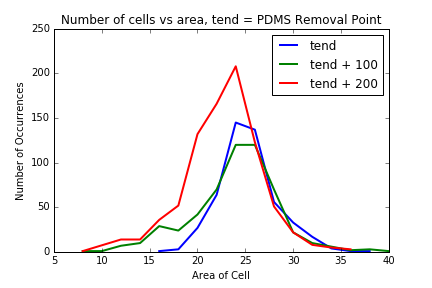 Number of cells vs area, tend = PDMS Removal Point
250
200
150
100
50
0
Number of Occurrences
tend
tend + 100
tend + 200
5 10 15 20 25 30 35 40
Area of Cell